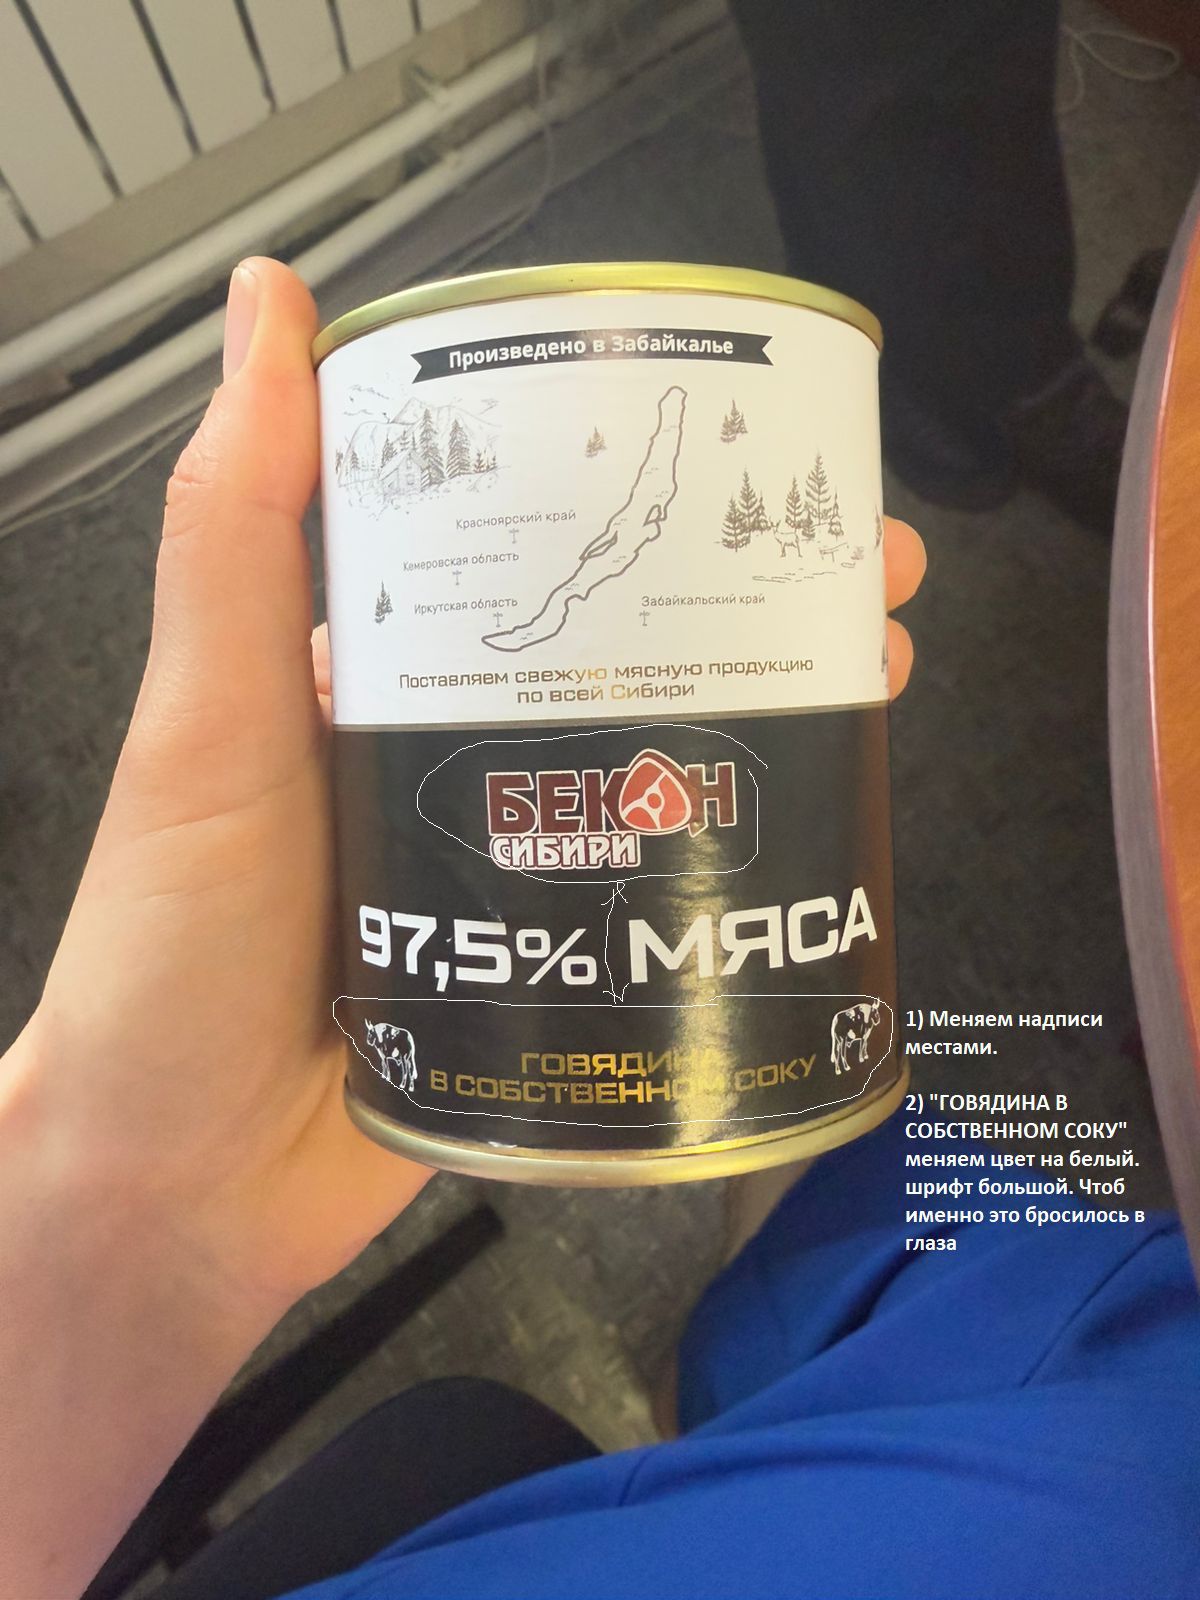 Произведено в Забайкалье
Красноярский край
Кемеровская область
Иркутская область
Забайкальский край
Поставляем свежую мясную продукцию
по всей Сибири
БЕКОН
СИБИРИ
97,5% МЯСА
ГОВЯДИНА
В СОБСТВЕННОМ СОКУ
1) Меняем надписи
местами.
2) "ГОВЯДИНА В
СОБСТВЕННОМ СОКУ"
меняем цвет на белый.
шрифт большой. Чтоб
именно это бросилось в
глаза